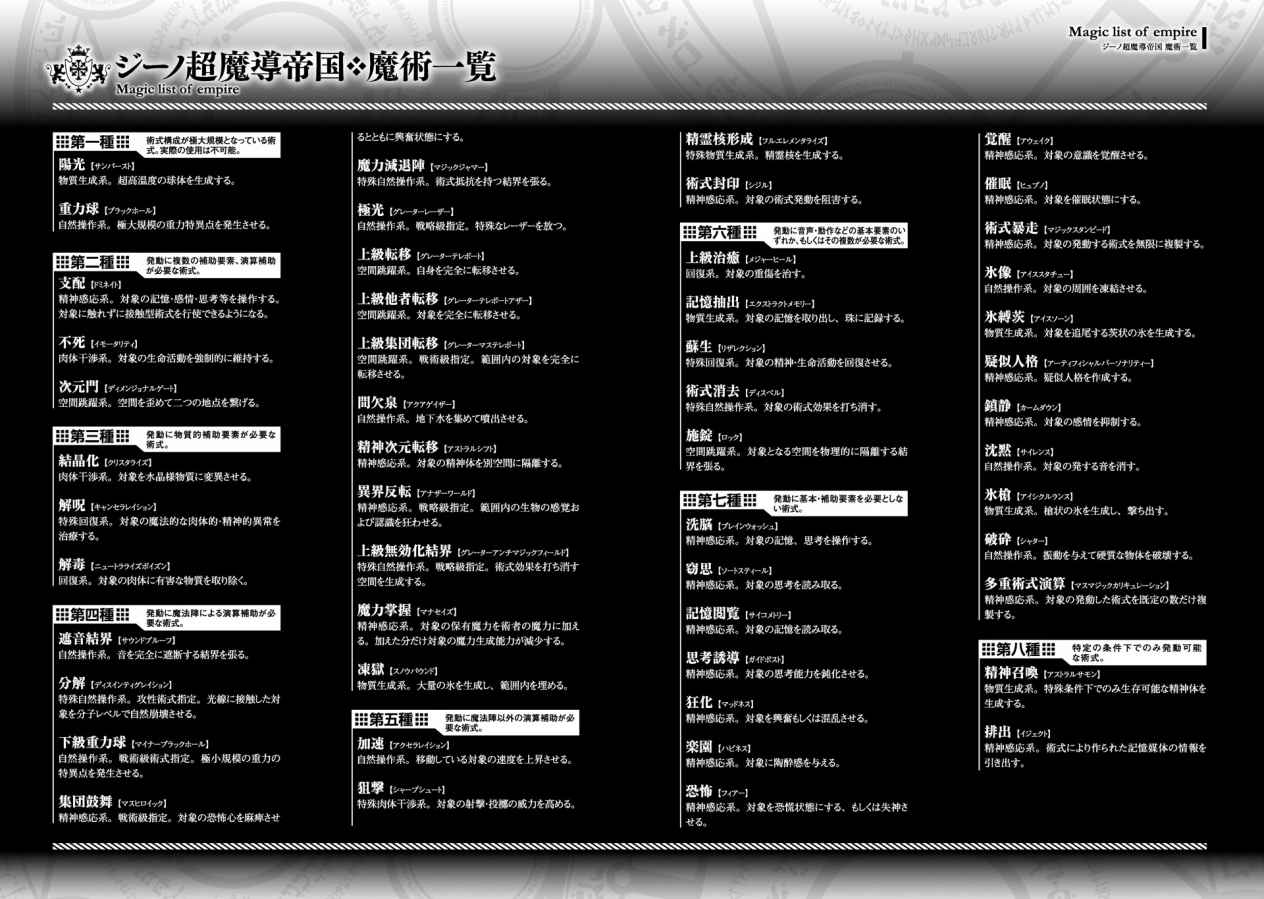 Magic list of empire
ジーノ超魔導帝国 魔術一覧
ジーノ超魔導帝国❖魔術一覧
Magic list of empire
第一種 術式構成が極大規模となっている術
式。実際の使用は不可能。
陽光【サンバースト】
物質生成系。超高温度の球体を生成する。
重力球【ブラックホール】
自然操作系。極大規模の重力特異点を発生させる。
第二種 発動に複数の補助要素、演算補助
が必要な術式。
支配【ドミネイト】
精神感応系。対象の記憶・感情・思考等を操作する。
対象に触れずに接触型術式を行使できるようになる。
不死【イモータリティ】
肉体干渉系。対象の生命活動を強制的に維持する。
次元門【ディメンジョナルゲート】
空間跳躍系。空間を歪めて二つの地点を繋げる。
第三種 発動に物質的補助要素が必要な
術式。
結晶化【クリスタライズ】
肉体干渉系。対象を水晶様物質に変異させる。
解呪【キャンセラレイション】
特殊回復系。対象の魔法的な肉体的・精神的異常を
治療する。
解毒【ニュートラライズポイズン】
回復系。対象の肉体に有害な物質を取り除く。
第四種 発動に魔法陣による演算補助が必
要な術式。
遮音結界【サウンドプルーフ】
自然操作系。音を完全に遮断する結界を張る。
分解【ディスインティグレイション】
特殊自然操作系。攻性術式指定。光線に接触した対
象を分子レベルで自然崩壊させる。
下級重力球【マイナーブラックホール】
自然操作系。戦術級術式指定。極小規模の重力の
特異点を発生させる。
集団鼓舞【マスヒロイック】
精神感応系。戦術級指定。対象の恐怖心を麻痺させ
るとともに興奮状態にする。
魔力減退陣【マジックジャマー】
特殊自然操作系。術式抵抗を持つ結界を張る。
極光【グレーターレーザー】
自然操作系。戦略級指定。特殊なレーザーを放つ。
上級転移【グレーターテレポート】
空間跳躍系。自身を完全に転移させる。
上級他者転移【グレーターテレポートアザー】
空間跳躍系。対象を完全に転移させる。
上級集団転移【グレーターマステレポート】
空間跳躍系。戦術級指定。範囲内の対象を完全に
転移させる。
間欠泉【アクアゲイザー】
自然操作系。地下水を集めて噴出させる。
精神次元転移【アストラルシフト】
精神感応系。対象の精神体を別空間に隔離する。
異界反転【アナザーワールド】
精神感応系。戦略級指定。範囲内の生物の感覚お
よび認識を狂わせる。
上級無効化結界【グレーターアンチマジックフィールド】
特殊自然操作系。戦略級指定。術式効果を打ち消す
空間を生成する。
魔力掌握【マナセイズ】
精神感応系。対象の保有魔力を術者の魔力に加え
る。加えた分だけ対象の魔力生成能力が減少する。
凍獄【スノウバウンド】
物質生成系。大量の氷を生成し、範囲内を埋める。
第五種 発動に魔法陣以外の演算補助が必
要な術式。
加速【アクセラレイション】
自然操作系。移動している対象の速度を上昇させる。
狙撃【シャープシュート】
特殊肉体干渉系。対象の射撃・投擲の威力を高める。
精霊核形成【フルエレメンタライズ】
特殊物質生成系。精霊核を生成する。
術式封印【シジル】
精神感応系。対象の術式発動を阻害する。
第六種 発動に音声・動作などの基本要素のい
ずれか、もしくはその複数が必要な術式。
上級治癒【メジャーヒール】
回復系。対象の重傷を治す。
記憶抽出【エクストラクトメモリー】
物質生成系。対象の記憶を取り出し、珠に記録する。
蘇生【リザレクション】
特殊回復系。対象の精神・生命活動を回復させる。
術式消去【ディスペル】
特殊自然操作系。対象の術式効果を打ち消す。
施錠【ロック】
空間跳躍系。対象となる空間を物理的に隔離する結
界を張る。
第七種 発動に基本・補助要素を必要としな
い術式。
洗脳【ブレインウォッシュ】
精神感応系。対象の記憶、思考を操作する。
窃思【ソートスティール】
精神感応系。対象の思考を読み取る。
記憶閲覧【サイコメトリー】
精神感応系。対象の記憶を読み取る。
思考誘導【ガイドポスト】
精神感応系。対象の思考能力を鈍化させる。
狂化【マッドネス】
精神感応系。対象を興奮もしくは混乱させる。
楽園【ハピネス】
精神感応系。対象に陶酔感を与える。
恐怖【フィアー】
精神感応系。対象を恐慌状態にする、もしくは失神さ
せる。
覚醒【アウェイク】
精神感応系。対象の意識を覚醒させる。
催眠【ヒュプノ】
精神感応系。対象を催眠状態にする。
術式暴走【マジックスタンピード】
精神感応系。対象の発動する術式を無限に複製する。
氷像【アイススタチュー】
自然操作系。対象の周囲を凍結させる。
氷縛茨【アイスソーン】
物質生成系。対象を追尾する茨状の氷を生成する。
疑似人格【アーティフィシャルパーソナリティー】
精神感応系。疑似人格を作成する。
鎮静【カームダウン】
精神感応系。対象の感情を抑制する。
沈黙【サイレンス】
自然操作系。対象の発する音を消す。
氷槍【アイシクルランス】
物質生成系。槍状の氷を生成し、撃ち出す。
破砕【シャター】
自然操作系。振動を与えて硬質な物体を破壊する。
多重術式演算【マスマジックカリキュレーション】
精神感応系。対象の発動した術式を既定の数だけ複
製する。
第八種 特定の条件下でのみ発動可能
な術式。
精神召喚【アストラルサモン】
物質生成系。特殊条件下でのみ生存可能な精神体を
生成する。
排出【イジェクト】
精神感応系。術式により作られた記憶媒体の情報を
引き出す。